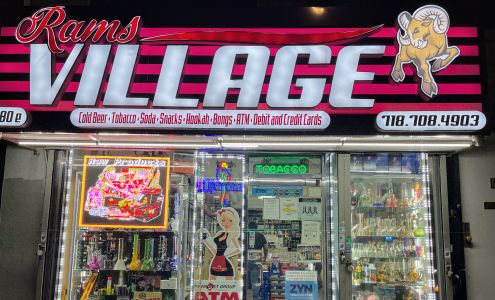 Rams
VILLAGE
80 e
Cold Beer • Tobacco • Soda • Snacks • Hookah • Bongs • ATM • Debit and Credit Cards
718.708.4903
New Products
TOBACCO
ZYN
JUUL
ZYN
ATM